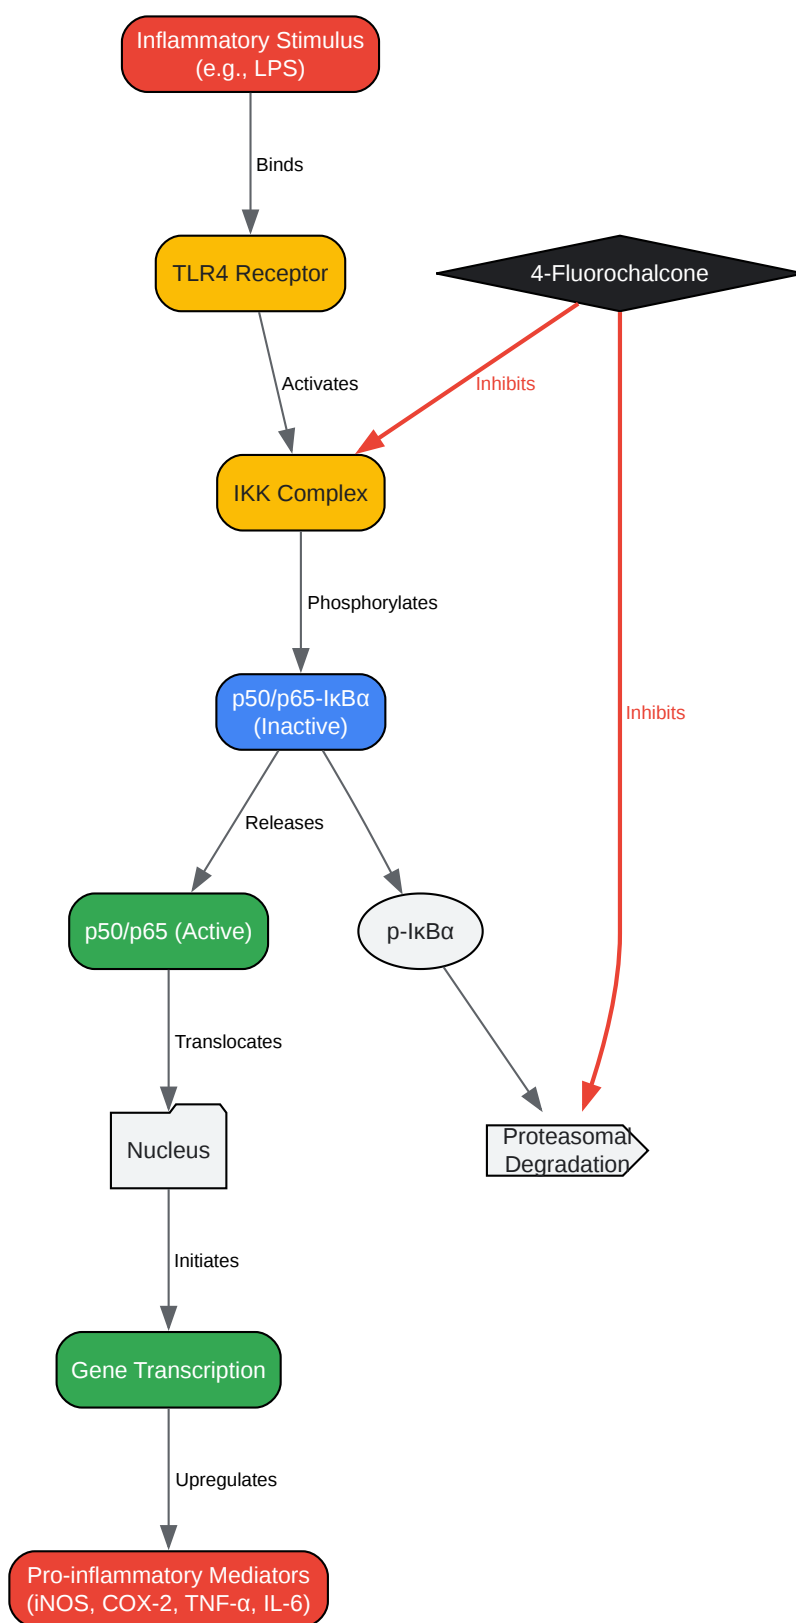 Inflammatory Stimulus
(e.g., LPS)
Binds
TLR4 Receptor
4-Fluorochalcone
Activates
Inhibits
IKK Complex
Phosphorylates
p50/p65-IκBα
(Inactive)
Inhibits
Releases
p50/p65 (Active)
p-IκBα
Translocates
Nucleus
Proteasomal
Degradation
Initiates
Gene Transcription
Upregulates
Pro-inflammatory Mediators
(iNOS, COX-2, TNF-α, IL-6)